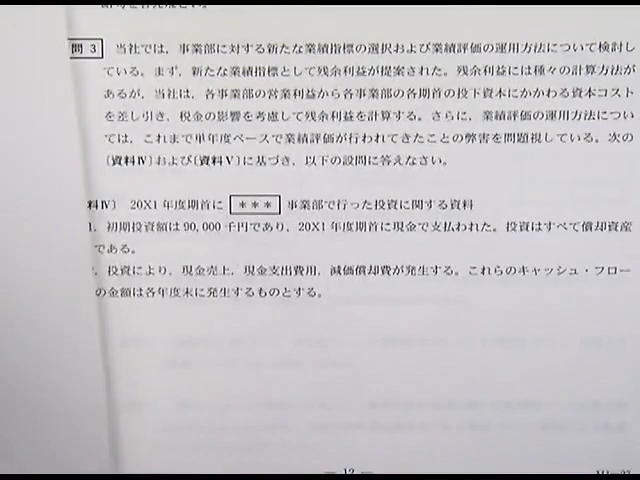 問 3 当社では，事業部に対する新たな業績指標の選択および業績評価の運用方法について検討し
ている。まず，新たな業績指標として残余利益が提案された。残余利益には種々の計算方法が
あるが，当社は，各事業部の営業利益から各事業部の各期首の投下資本にかかわる資本コスト
を差し引き，税金の影響を考慮して残余利益を計算する。さらに，業績評価の運用方法につい
ては，これまで単年度ベースで業績評価が行われてきたことの弊害を問題視している。次の
〔資料Ⅳ〕および〔資料Ⅴ〕に基づき，以下の設問に答えなさい。
料Ⅳ〕 20X1 年度期首に ＊＊＊ 事業部で行った投資に関する資料
1. 初期投資額は 90,000 千円であり，20X1 年度期首に現金で支払われた。投資はすべて償却資産
である。
. 投資により，現金売上，現金支出費用，減価償却費が発生する。これらのキャッシュ・フロー
の金額は各年度末に発生するものとする。
— 12 —